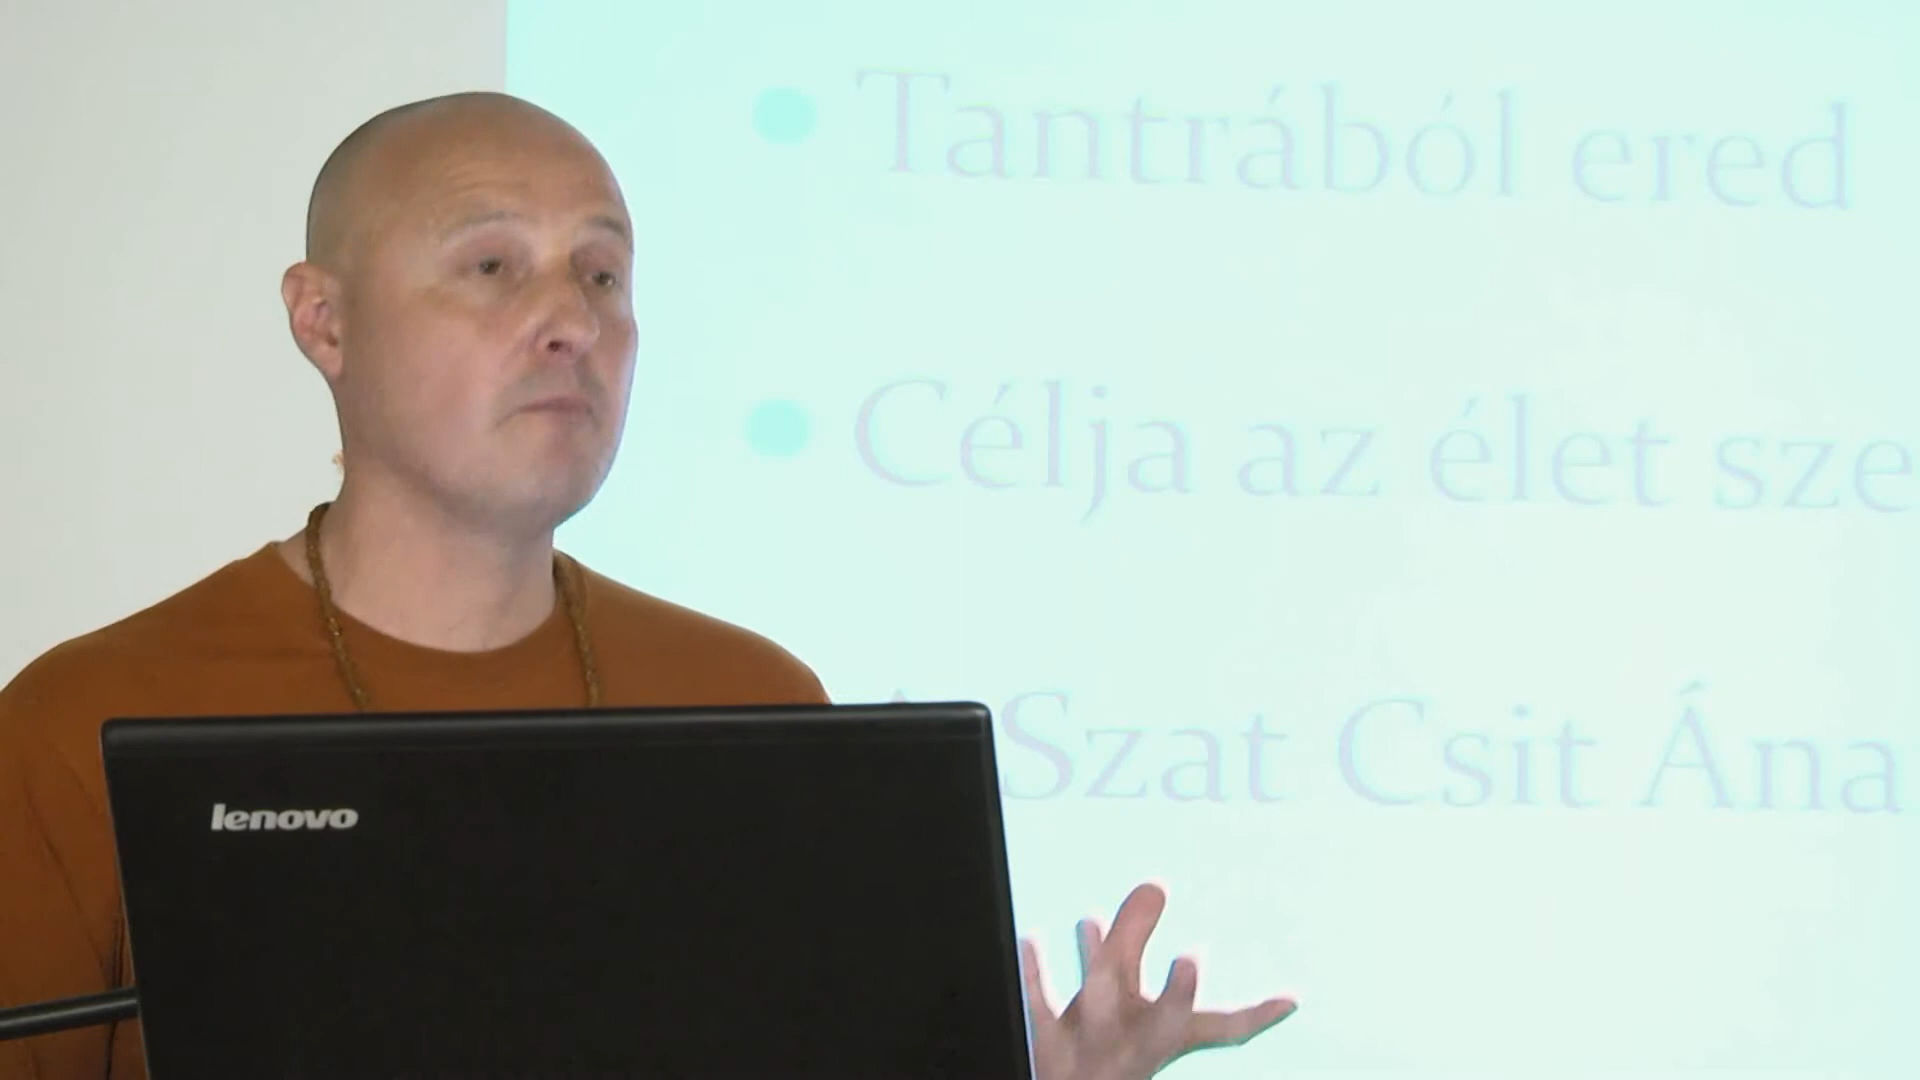 Tantrából ered
Célja az élet sze
Szat Csit Ána
lenovo